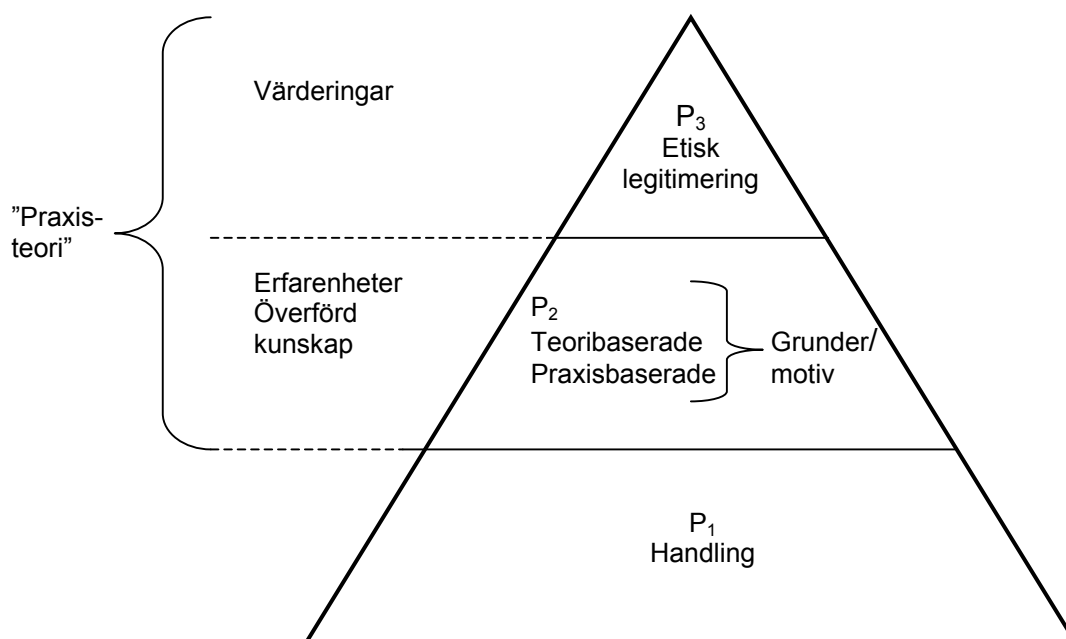 Värderingar
P₃
Etisk
legitimering
”Praxis-
teori”
Erfarenheter
Överförd
kunskap
P₂
Teoribaserade
Praxisbaserade
Grunder/
motiv
P₁
Handling